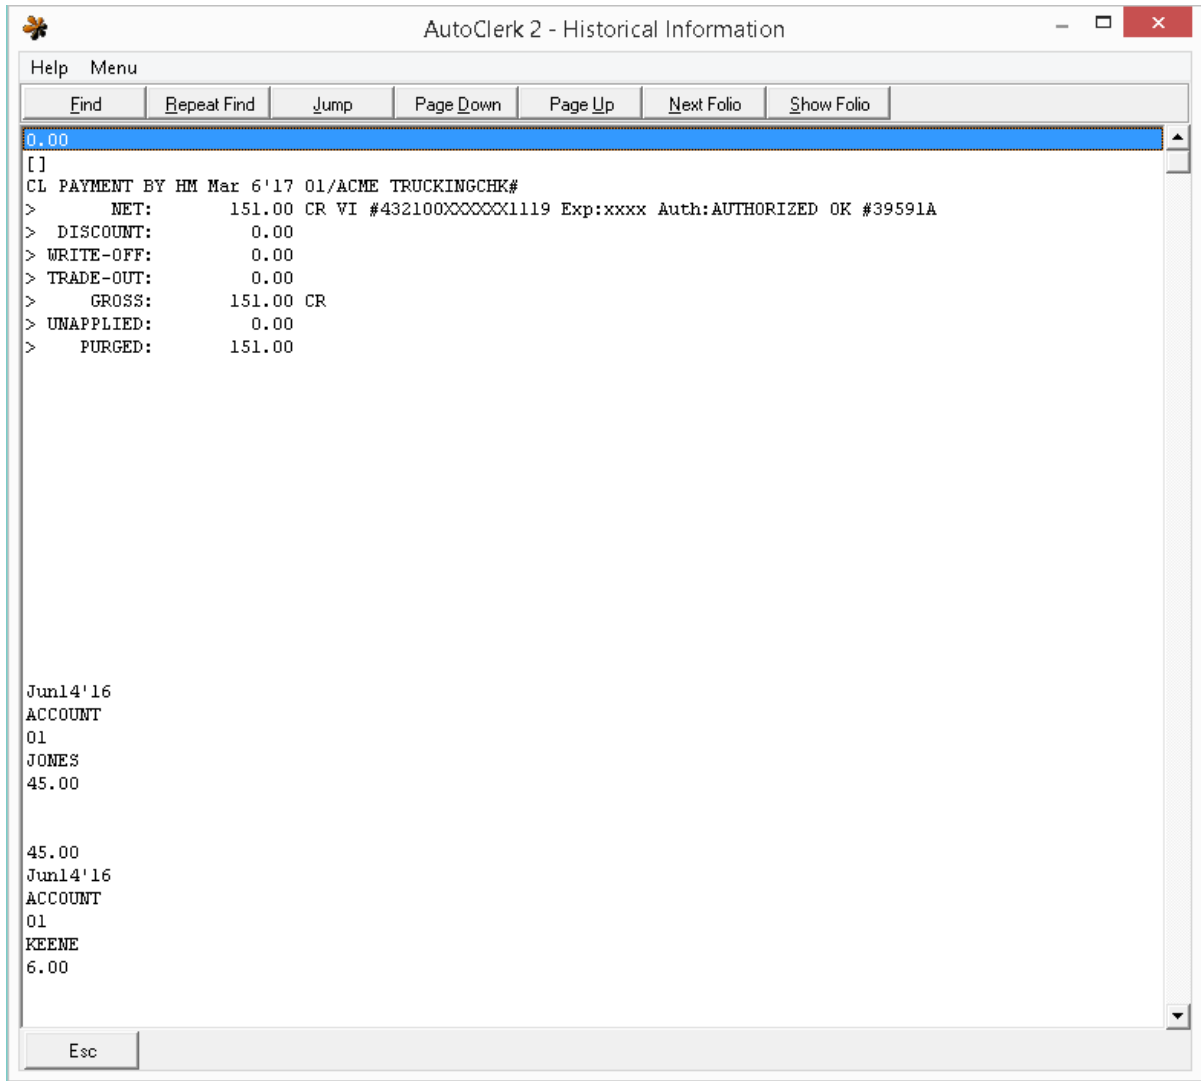 AutoClerk 2 - Historical Information
Help Menu
Find Repeat Find Jump Page Down Page Up Next Folio Show Folio
0.00
[]
CL PAYMENT BY HM Mar 6'17 01/ACME TRUCKINGCHK#
> NET: 151.00 CR VI #432100XXXXXX1119 Exp:xxxx Auth:AUTHORIZED OK #39591A
> DISCOUNT: 0.00
> WRITE-OFF: 0.00
> TRADE-OUT: 0.00
> GROSS: 151.00 CR
> UNAPPLIED: 0.00
> PURGED: 151.00
Jun14'16
ACCOUNT
01
JONES
45.00
45.00
Jun14'16
ACCOUNT
01
KEENE
6.00
Esc